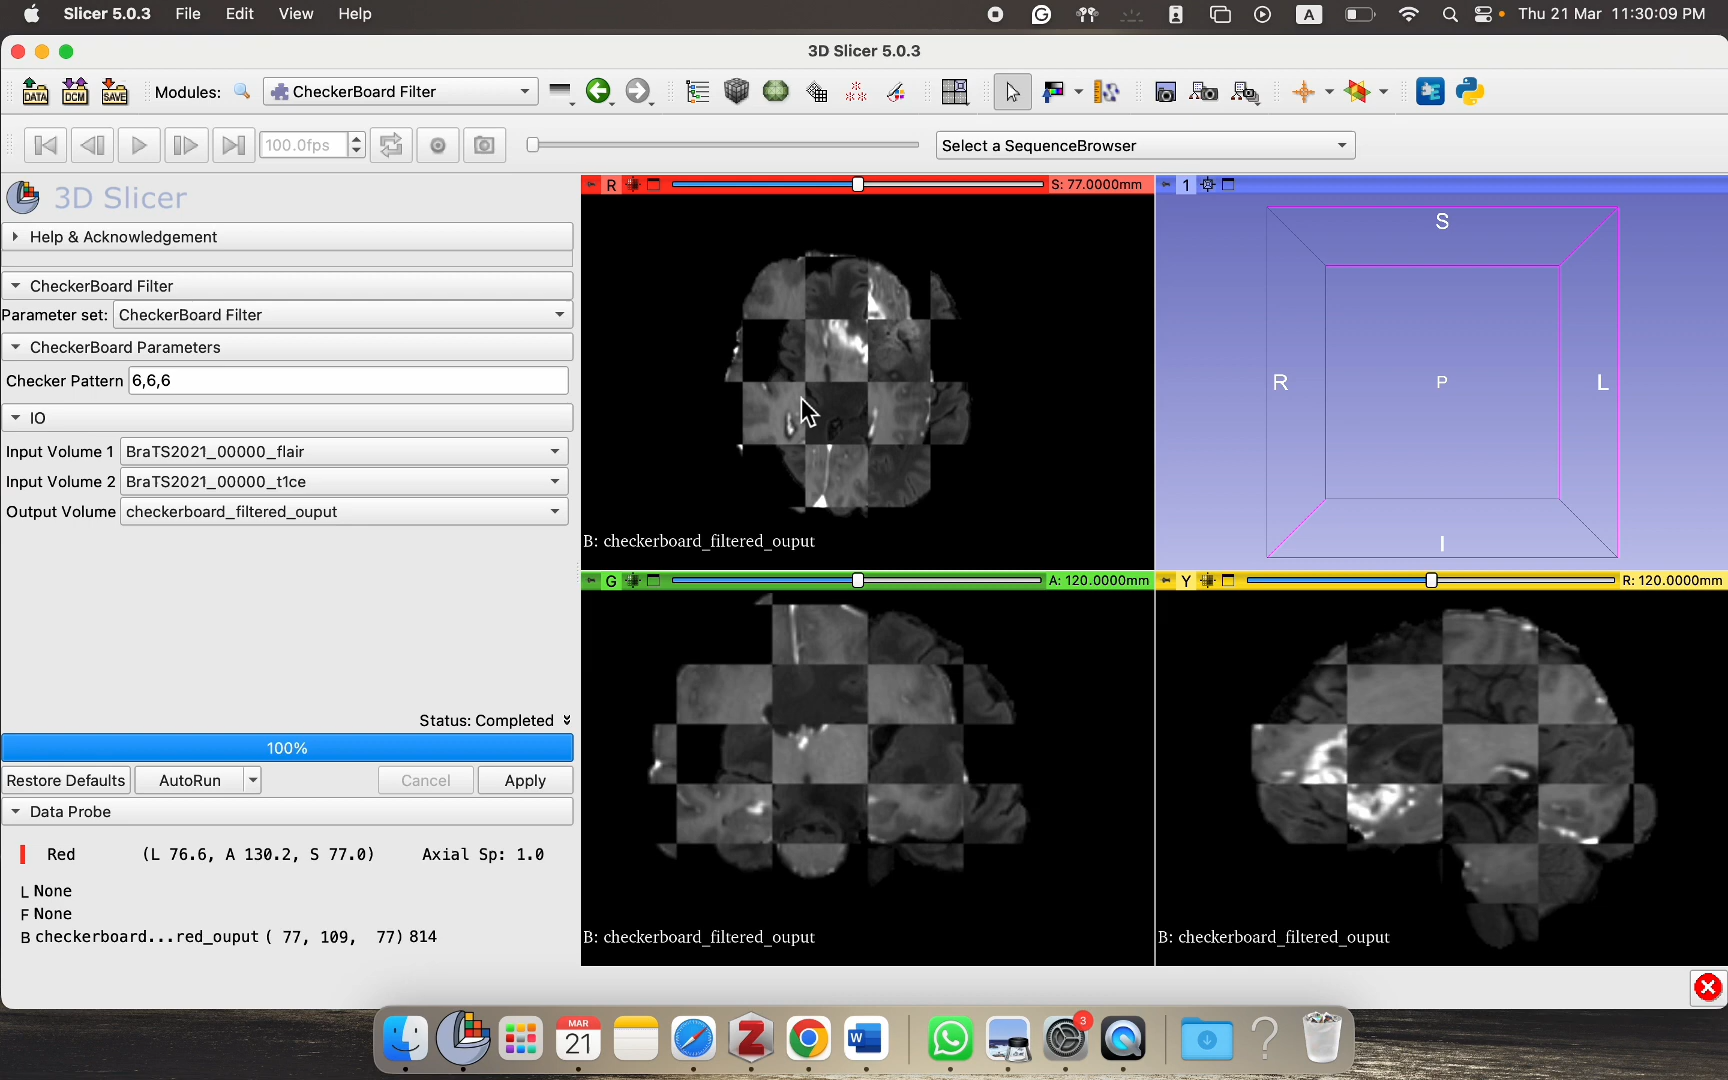 Slicer 5.0.3 File Edit View Help A Thu 21 Mar 11:30:09 PM
3D Slicer 5.0.3
DATA DCM SAVE Modules: CheckerBoard Filter
100.0fps Select a SequenceBrowser
3D Slicer
Help & Acknowledgement
CheckerBoard Filter
Parameter set: CheckerBoard Filter
CheckerBoard Parameters
Checker Pattern 6,6,6
IO
Input Volume 1 BraTS2021_00000_flair
Input Volume 2 BraTS2021_00000_t1ce
Output Volume checkerboard_filtered_ouput
Status: Completed
100%
Restore Defaults AutoRun Cancel Apply
Data Probe
Red (L 76.6, A 130.2, S 77.0) Axial Sp: 1.0
L None
F None
B checkerboard...red_ouput ( 77, 109, 77) 814
R S: 77.0000mm
B: checkerboard_filtered_ouput
1
S
R P L
I
G A: 120.0000mm
B: checkerboard_filtered_ouput
Y R: 120.0000mm
B: checkerboard_filtered_ouput
MAR
21
Z
W
3
?